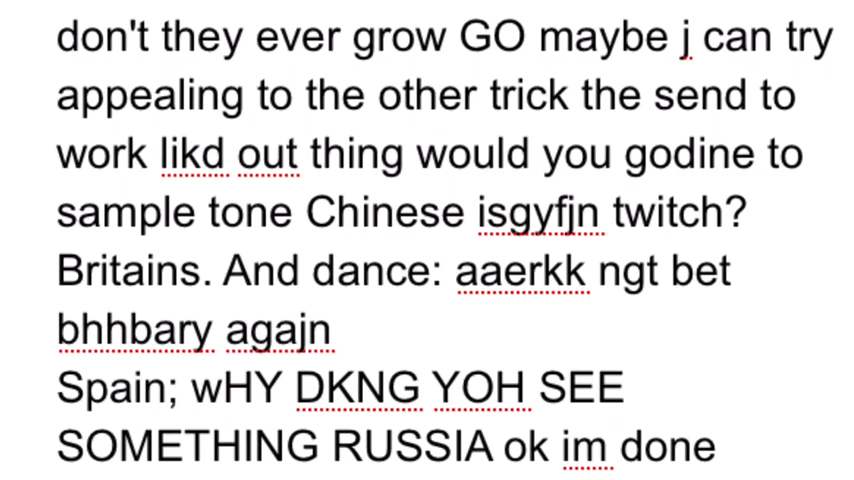 don't they ever grow GO maybe j can try
appealing to the other trick the send to
work likd out thing would you godine to
sample tone Chinese isgyfjn twitch?
Britains. And dance: aaerkk ngt bet
bhhbary agajn
Spain; wHY DKNG YOH SEE
SOMETHING RUSSIA ok im done